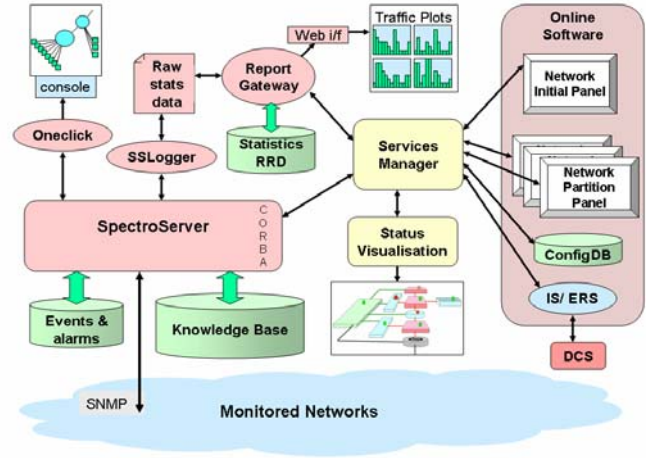 Traffic Plots
Online
Software
Web i/f
console
Raw
stats
data
Report
Gateway
Network
Initial Panel
Oneclick
SSLogger
Statistics
RRD
Services
Manager
Network
Partition
Panel
SpectroServer
CORBA
Status
Visualisation
ConfigDB
IS/ ERS
Events &
alarms
Knowledge Base
DCS
SNMP
Monitored Networks